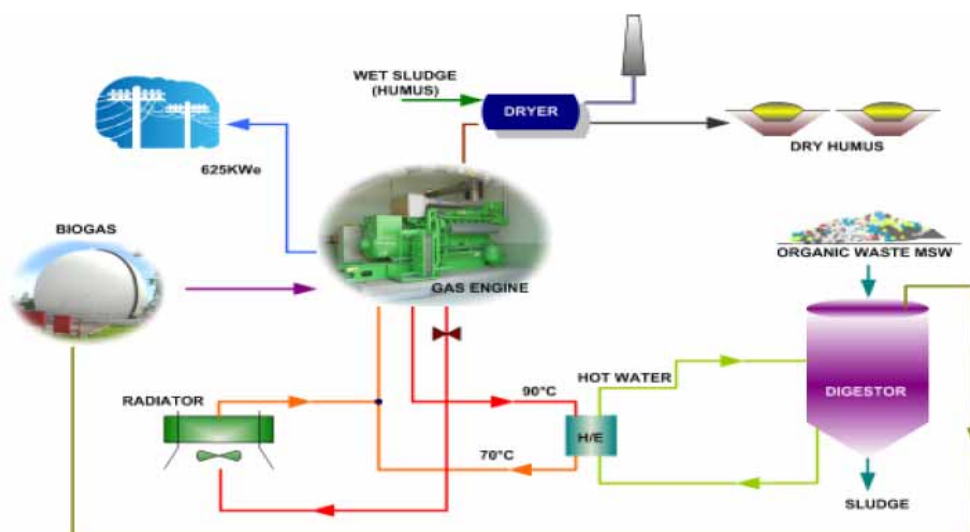 WET SLUDGE
(HUMUS)
DRYER
DRY HUMUS
625KWe
BIOGAS
GAS ENGINE
ORGANIC WASTE MSW
RADIATOR
90°C
HOT WATER
DIGESTOR
H/E
70°C
SLUDGE